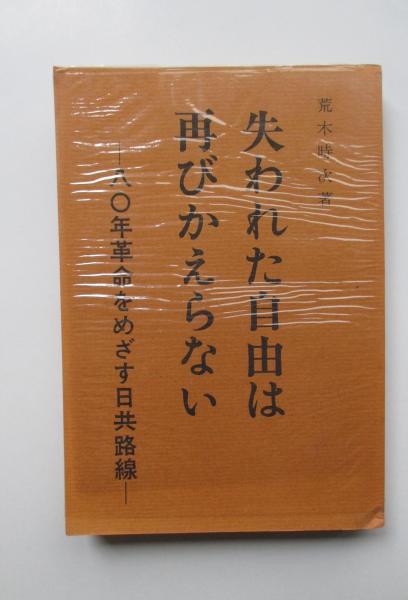 荒木時次著
失われた自由は
再びかえらない
―八〇年革命をめざす日共路線―